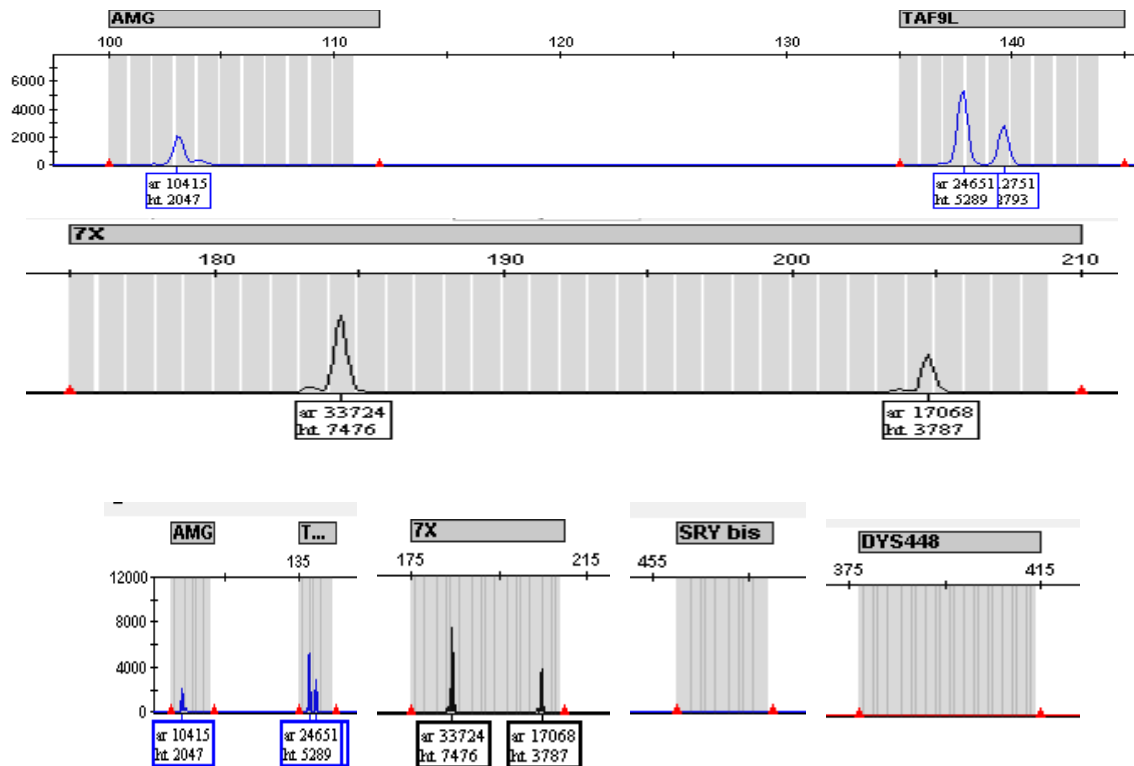 AMG TAF9L
100 110 120 130 140
6000
4000
2000
0
ar 10415
ht 2047
ar 24651
ht 5289
2751
2793
7X
180 190 200 210
ar 33724
ht 7476
ar 17068
ht 3787
AMG T... 7X SRY bis DYS448
135 175 215 455 375 415
12000
8000
4000
0
ar 10415
ht 2047
ar 24651
ht 5289
ar 33724
ht 7476
ar 17068
ht 3787